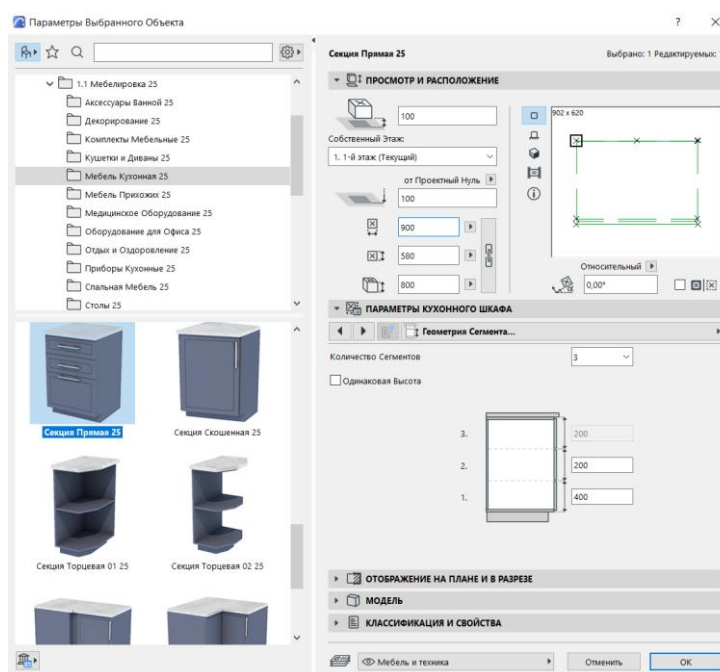 Параметры Выбранного Объекта
? X
1.1 Мебелировка 25
Аксессуары Ванной 25
Декорирование 25
Комплекты Мебельные 25
Кушетки и Диваны 25
Мебель Кухонная 25
Мебель Прихожих 25
Медицинское Оборудование 25
Оборудование для Офиса 25
Отдых и Оздоровление 25
Приборы Кухонные 25
Спальная Мебель 25
Столы 25
Секция Прямая 25
Секция Скошенная 25
Секция Торцевая 01 25
Секция Торцевая 02 25
Секция Прямая 25
Выбрано: 1 Редактируемых:
ПРОСМОТР И РАСПОЛОЖЕНИЕ
100
Собственный Этаж:
1. 1-й этаж (Текущий)
от Проектный Нуль
100
900
580
800
902 x 620
Относительный
0,00°
ПАРАМЕТРЫ КУХОННОГО ШКАФА
Геометрия Сегмента...
Количество Сегментов
3
Одинаковая Высота
3. 200
2. 200
1. 400
ОТОБРАЖЕНИЕ НА ПЛАНЕ И В РАЗРЕЗЕ
МОДЕЛЬ
КЛАССИФИКАЦИЯ И СВОЙСТВА
Мебель и техника
Отменить
OK